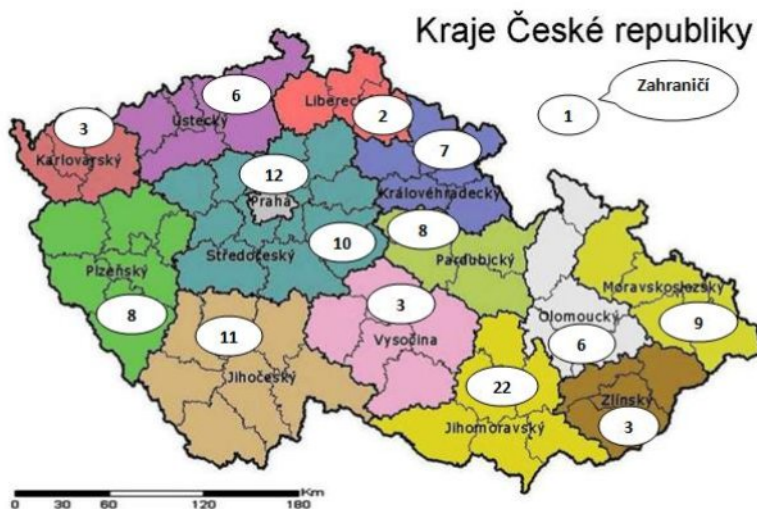 Kraje České republiky
Zahraničí
1
6
Ústecký
Liberec
2
3
Karlovarský
7
Královéhradecký
12
Praha
Středočeský
10
8
Pardubický
Plzeňský
8
11
Jihočeský
3
Vysočina
Moravskoslezský
9
Olomoucký
6
22
Jihomoravský
Zlínský
3
0 30 60 120 180
Km